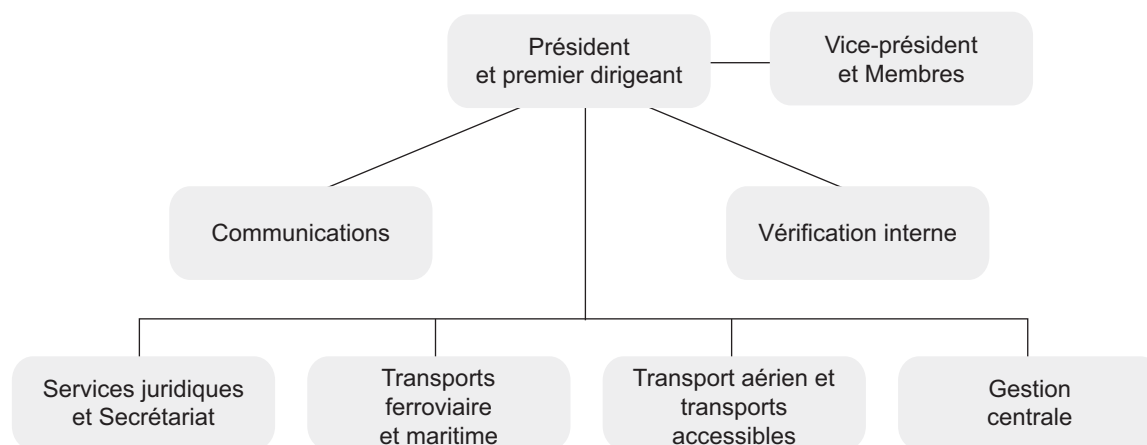 Président
et premier dirigeant
Vice-président
et Membres
Communications
Vérification interne
Services juridiques
et Secrétariat
Transports
ferroviaire
et maritime
Transport aérien et
transports
accessibles
Gestion
centrale